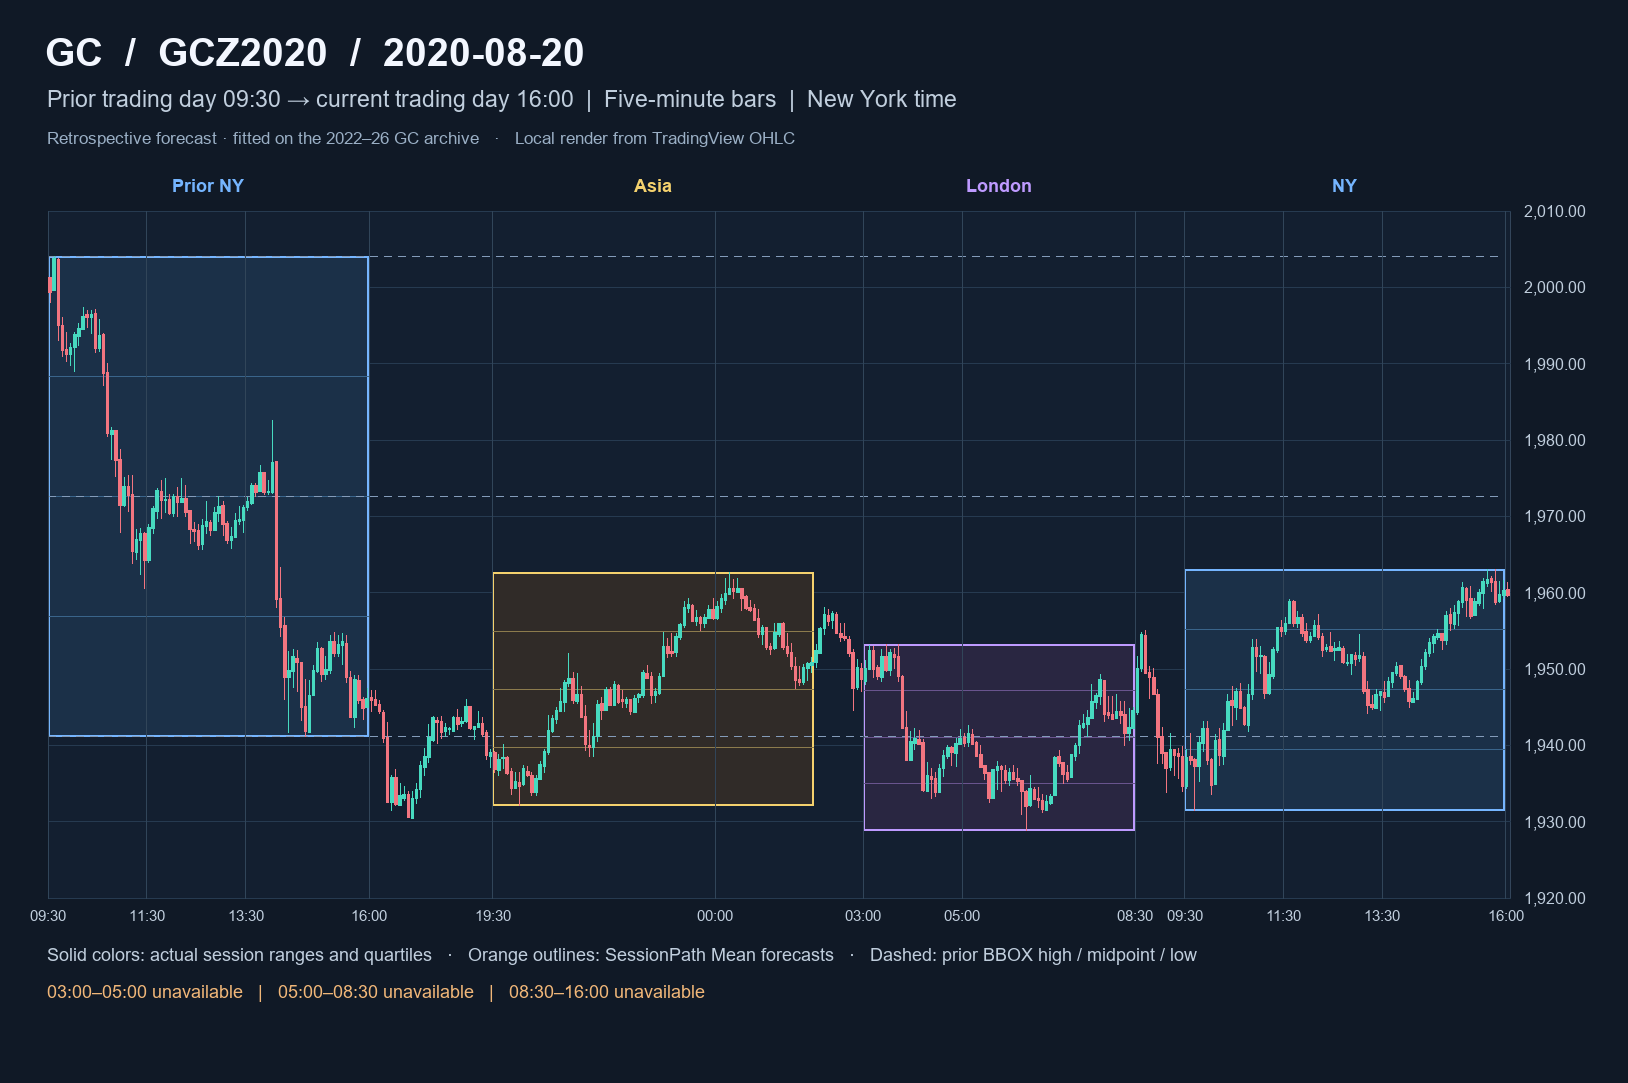 GC / GCZ2020 / 2020-08-20
Prior trading day 09:30 → current trading day 16:00 | Five-minute bars | New York time
Retrospective forecast · fitted on the 2022–26 GC archive · Local render from TradingView OHLC
Prior NY Asia London NY
2,010.00
2,000.00
1,990.00
1,980.00
1,970.00
1,960.00
1,950.00
1,940.00
1,930.00
1,920.00
09:30 11:30 13:30 16:00 19:30 00:00 03:00 05:00 08:30 09:30 11:30 13:30 16:00
Solid colors: actual session ranges and quartiles · Orange outlines: SessionPath Mean forecasts · Dashed: prior BBOX high / midpoint / low
03:00–05:00 unavailable | 05:00–08:30 unavailable | 08:30–16:00 unavailable